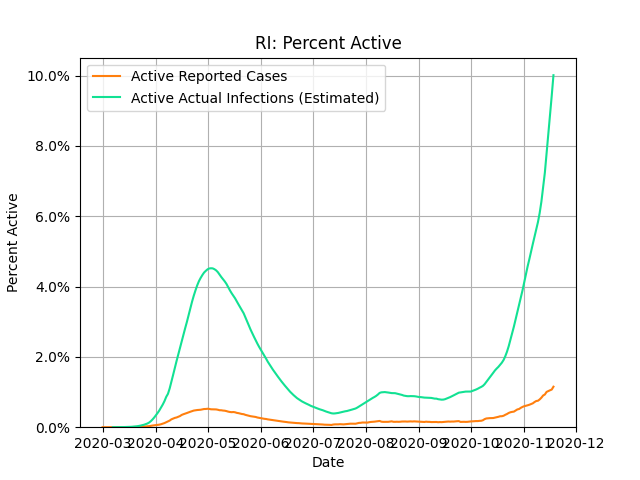 RI: Percent Active
Active Reported Cases
Active Actual Infections (Estimated)
Percent Active
10.0%
8.0%
6.0%
4.0%
2.0%
0.0%
2020-03 2020-04 2020-05 2020-06 2020-07 2020-08 2020-09 2020-10 2020-11 2020-12
Date